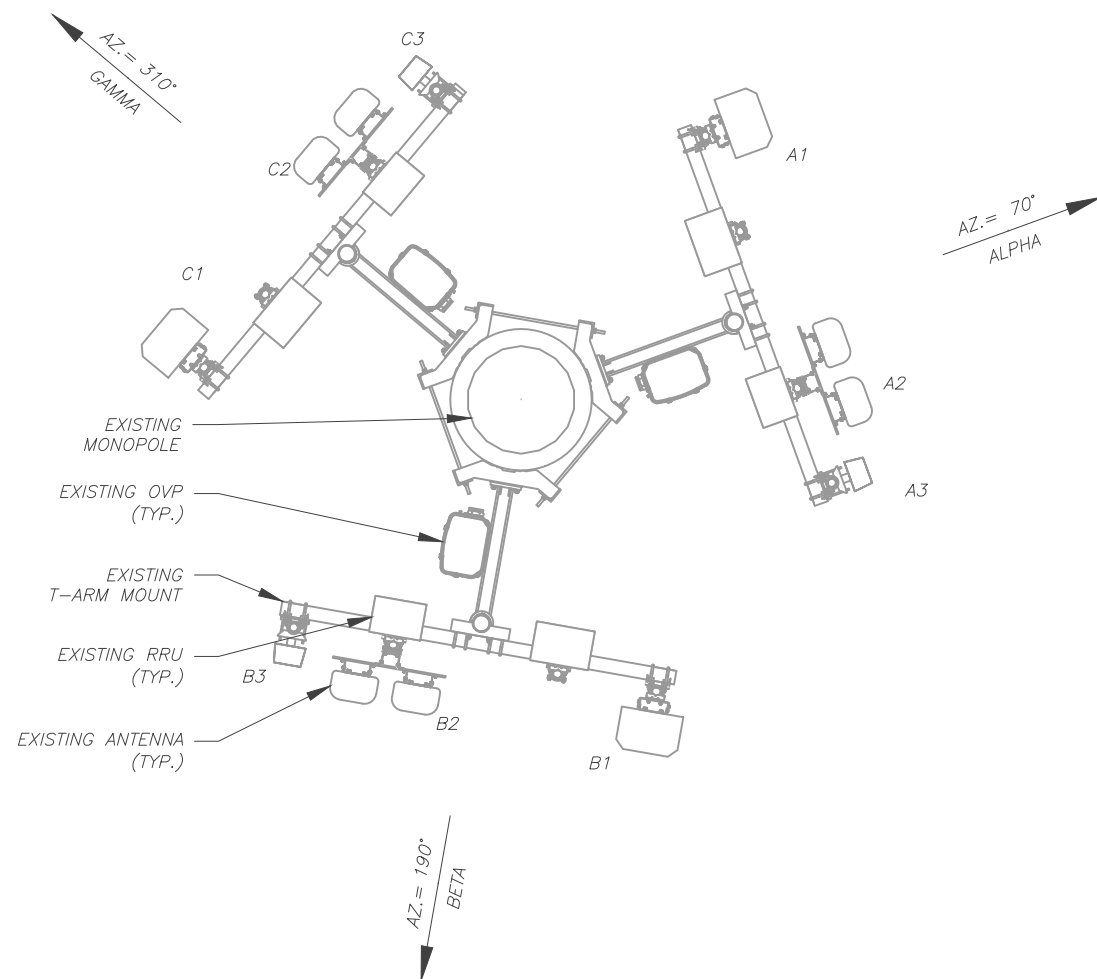 C3
AZ.= 310°
GAMMA
C2
A1
AZ.= 70°
ALPHA
C1
A2
EXISTING
MONOPOLE
A3
EXISTING OVP
(TYP.)
EXISTING
T-ARM MOUNT
EXISTING RRU
(TYP.)
B3
B2
EXISTING ANTENNA
(TYP.)
B1
AZ.= 190°
BETA